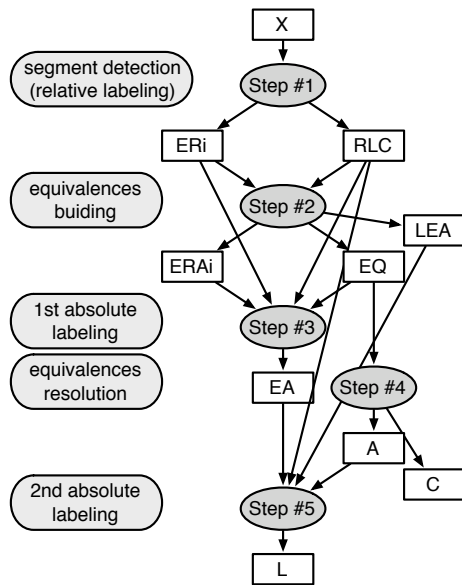 X
segment detection
(relative labeling)
Step #1
ERi
RLC
equivalences
buiding
Step #2
LEA
ERAi
EQ
1st absolute
labeling
Step #3
equivalences
resolution
EA
Step #4
A
C
2nd absolute
labeling
Step #5
L